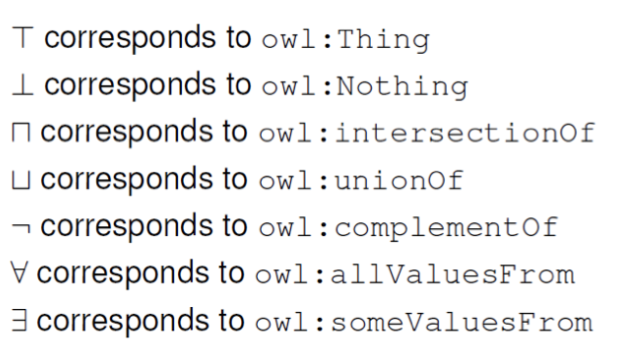 ⊤ corresponds to owl:Thing
⊥ corresponds to owl:Nothing
⊓ corresponds to owl:intersectionOf
⊔ corresponds to owl:unionOf
¬ corresponds to owl:complementOf
∀ corresponds to owl:allValuesFrom
∃ corresponds to owl:someValuesFrom